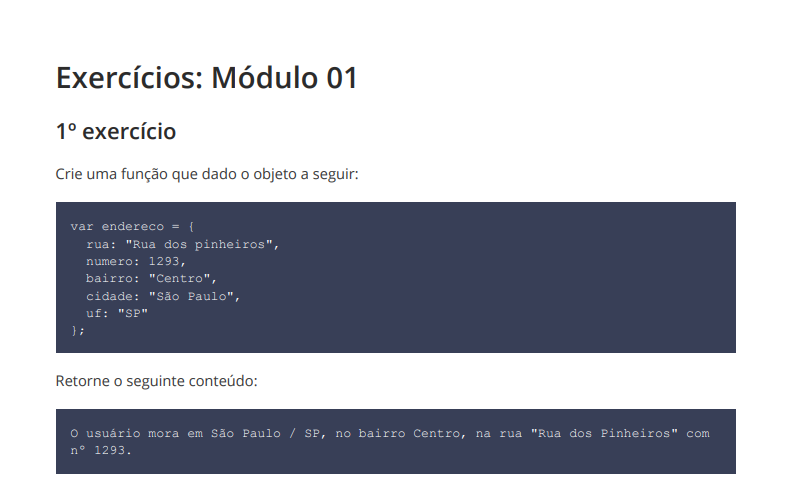 Exercícios: Módulo 01
1º exercício
Crie uma função que dado o objeto a seguir:
var endereco = {
  rua: "Rua dos pinheiros",
  numero: 1293,
  bairro: "Centro",
  cidade: "São Paulo",
  uf: "SP"
};
Retorne o seguinte conteúdo:
O usuário mora em São Paulo / SP, no bairro Centro, na rua "Rua dos Pinheiros" com
nº 1293.